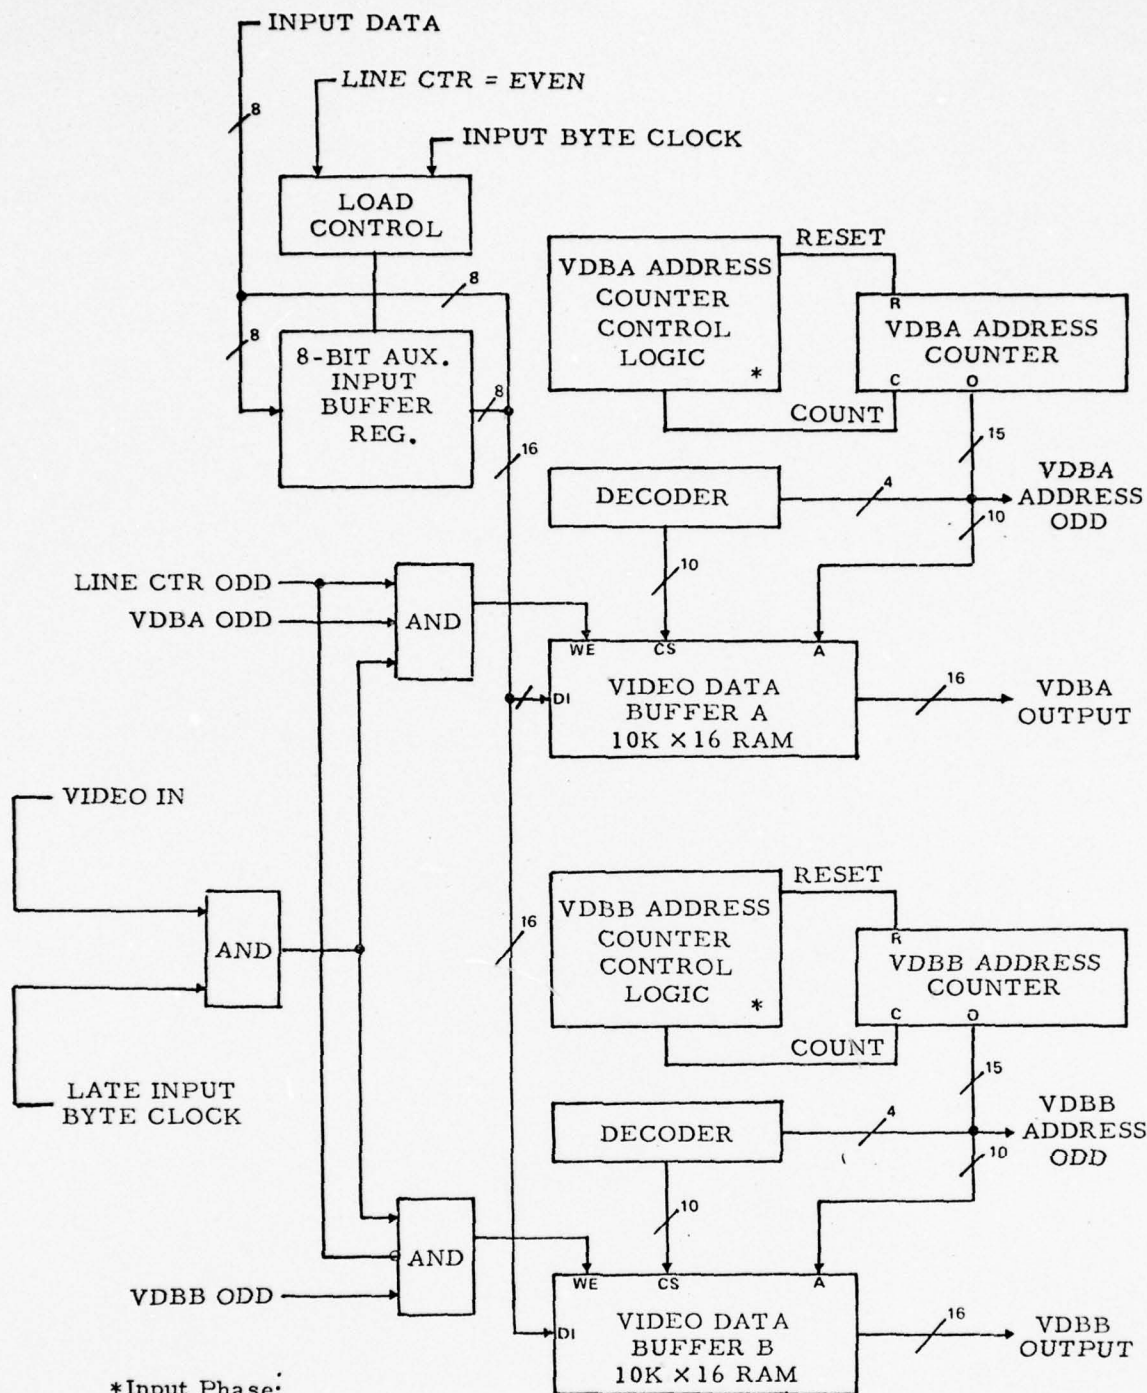 INPUT DATA
LINE CTR = EVEN
8
INPUT BYTE CLOCK
LOAD
CONTROL
8
8
8-BIT AUX.
INPUT
BUFFER
REG.
8
16
VDBA ADDRESS
COUNTER
CONTROL
LOGIC
*
RESET
R
VDBA ADDRESS
COUNTER
C
O
COUNT
15
DECODER
4
VDBA
ADDRESS
ODD
10
10
LINE CTR ODD
VDBA ODD
AND
WE
CS
A
DI
VIDEO DATA
BUFFER A
10K × 16 RAM
16
VDBA
OUTPUT
VIDEO IN
AND
LATE INPUT
BYTE CLOCK
16
VDBB ADDRESS
COUNTER
CONTROL
LOGIC
*
RESET
R
VDBB ADDRESS
COUNTER
C
O
COUNT
15
DECODER
4
VDBB
ADDRESS
ODD
10
10
AND
VDBB ODD
WE
CS
A
DI
VIDEO DATA
BUFFER B
10K × 16 RAM
16
VDBB
OUTPUT
*Input Phase: